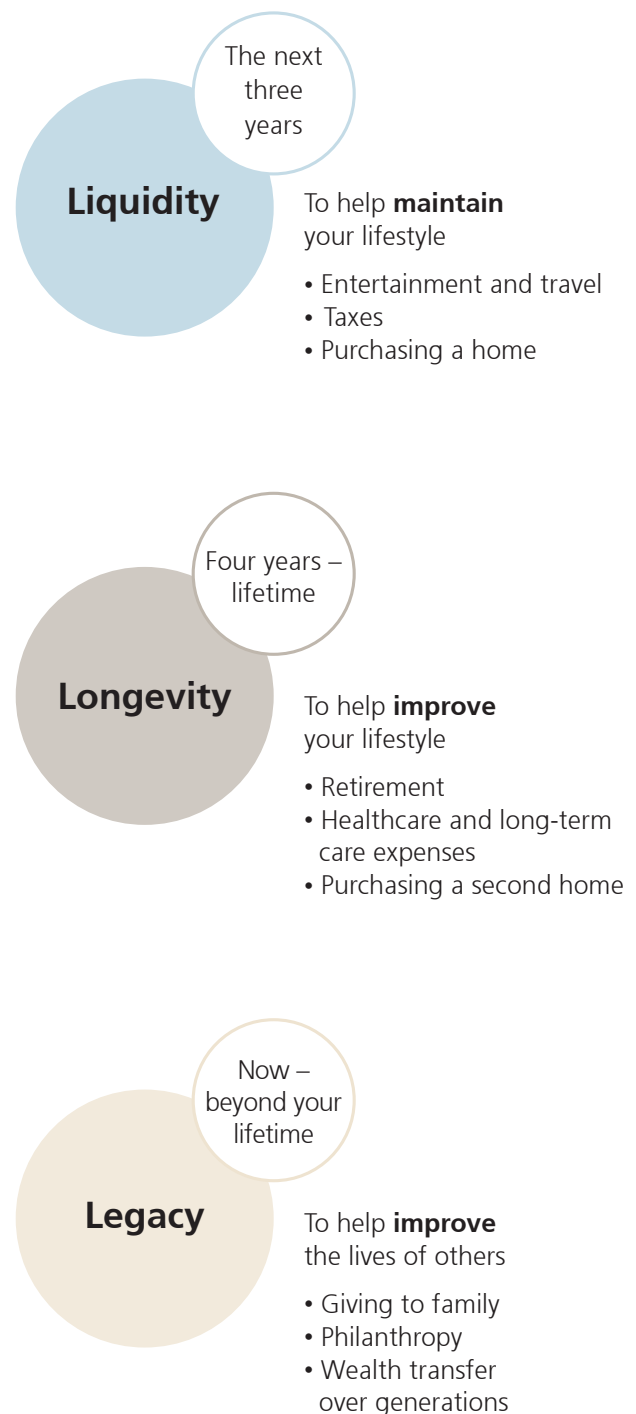 The next
three
years
Liquidity
To help maintain
your lifestyle
• Entertainment and travel
• Taxes
• Purchasing a home
Four years –
lifetime
Longevity
To help improve
your lifestyle
• Retirement
• Healthcare and long-term
care expenses
• Purchasing a second home
Now –
beyond your
lifetime
Legacy
To help improve
the lives of others
• Giving to family
• Philanthropy
• Wealth transfer
over generations